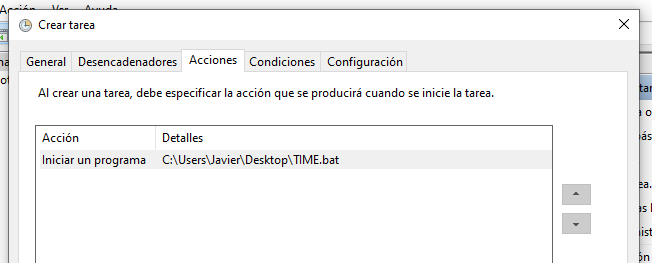 Acción Ver Ayuda
Crear tarea
General Desencadenadores Acciones Condiciones Configuración
Al crear una tarea, debe especificar la acción que se producirá cuando se inicie la tarea.
Acción Detalles
Iniciar un programa C:\Users\Javier\Desktop\TIME.bat